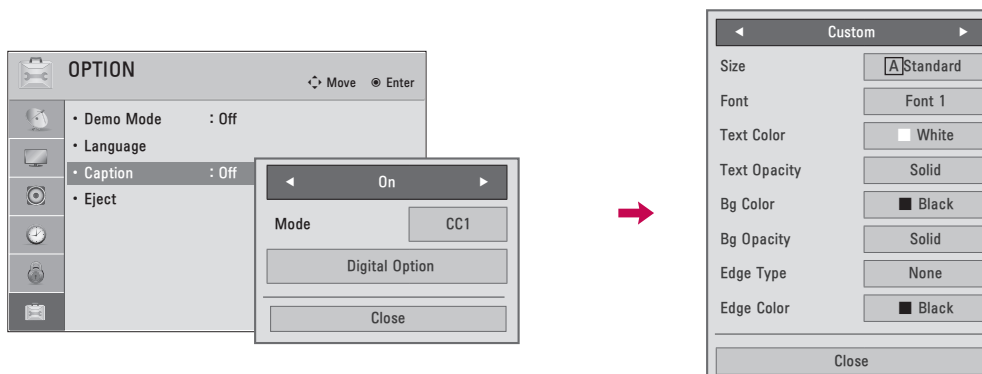 OPTION
Move Enter
• Demo Mode : Off
• Language
• Caption : Off
• Eject
◄ On ►
Mode CC1
Digital Option
Close
◄ Custom ►
Size A Standard
Font Font 1
Text Color White
Text Opacity Solid
Bg Color Black
Bg Opacity Solid
Edge Type None
Edge Color Black
Close